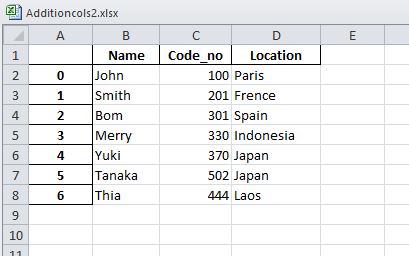 Additioncols2.xlsx
A B C D E F
1 Name Code_no Location
2 0 John 100 Paris
3 1 Smith 201 Frence
4 2 Bom 301 Spain
5 3 Merry 330 Indonesia
6 4 Yuki 370 Japan
7 5 Tanaka 502 Japan
8 6 Thia 444 Laos
9
10
11